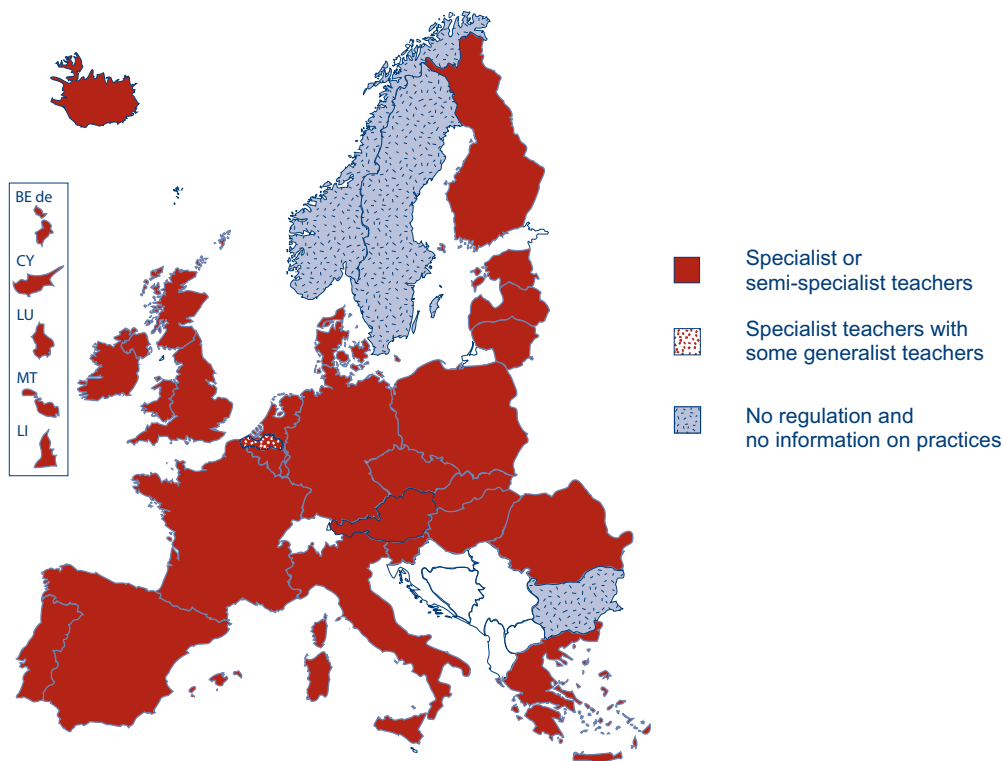 BE de
CY
LU
MT
LI
Specialist or
semi-specialist teachers
Specialist teachers with
some generalist teachers
No regulation and
no information on practices